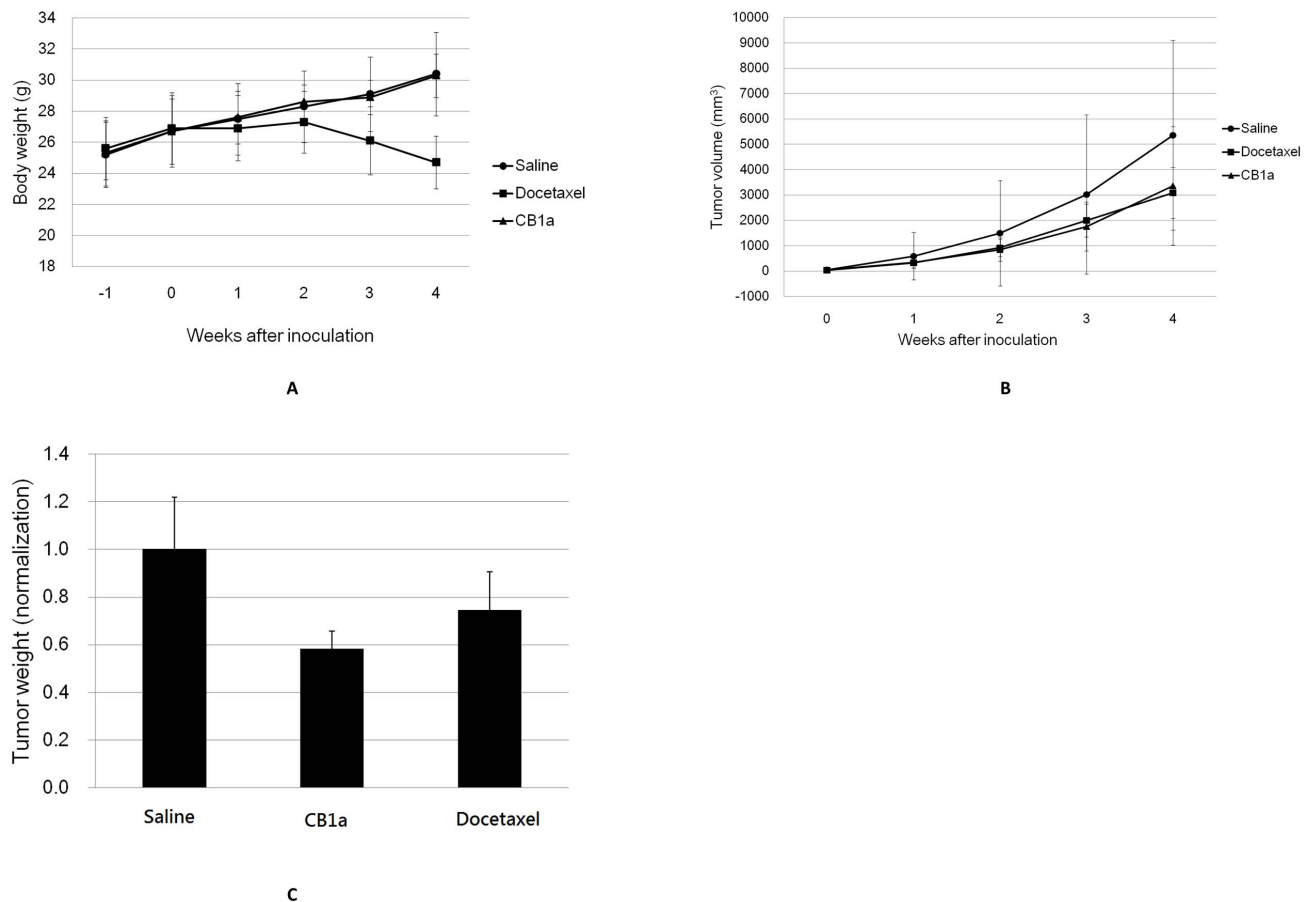 34
32
30
28
26
24
22
20
18
Body weight (g)
-1 0 1 2 3 4
Weeks after inoculation
Saline
Docetaxel
CB1a
A
10000
9000
8000
7000
6000
5000
4000
3000
2000
1000
0
-1000
Tumor volume (mm³)
0 1 2 3 4
Weeks after inoculation
Saline
Docetaxel
CB1a
B
1.4
1.2
1.0
0.8
0.6
0.4
0.2
0.0
Tumor weight (normalization)
Saline CB1a Docetaxel
C